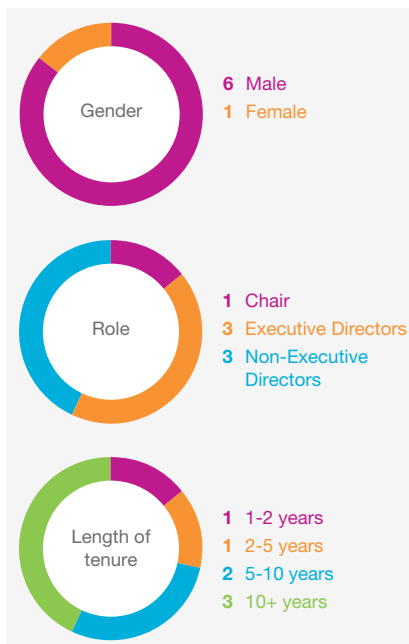 Gender
6 Male
1 Female
Role
1 Chair
3 Executive Directors
3 Non-Executive
Directors
Length of
tenure
1 1-2 years
1 2-5 years
2 5-10 years
3 10+ years